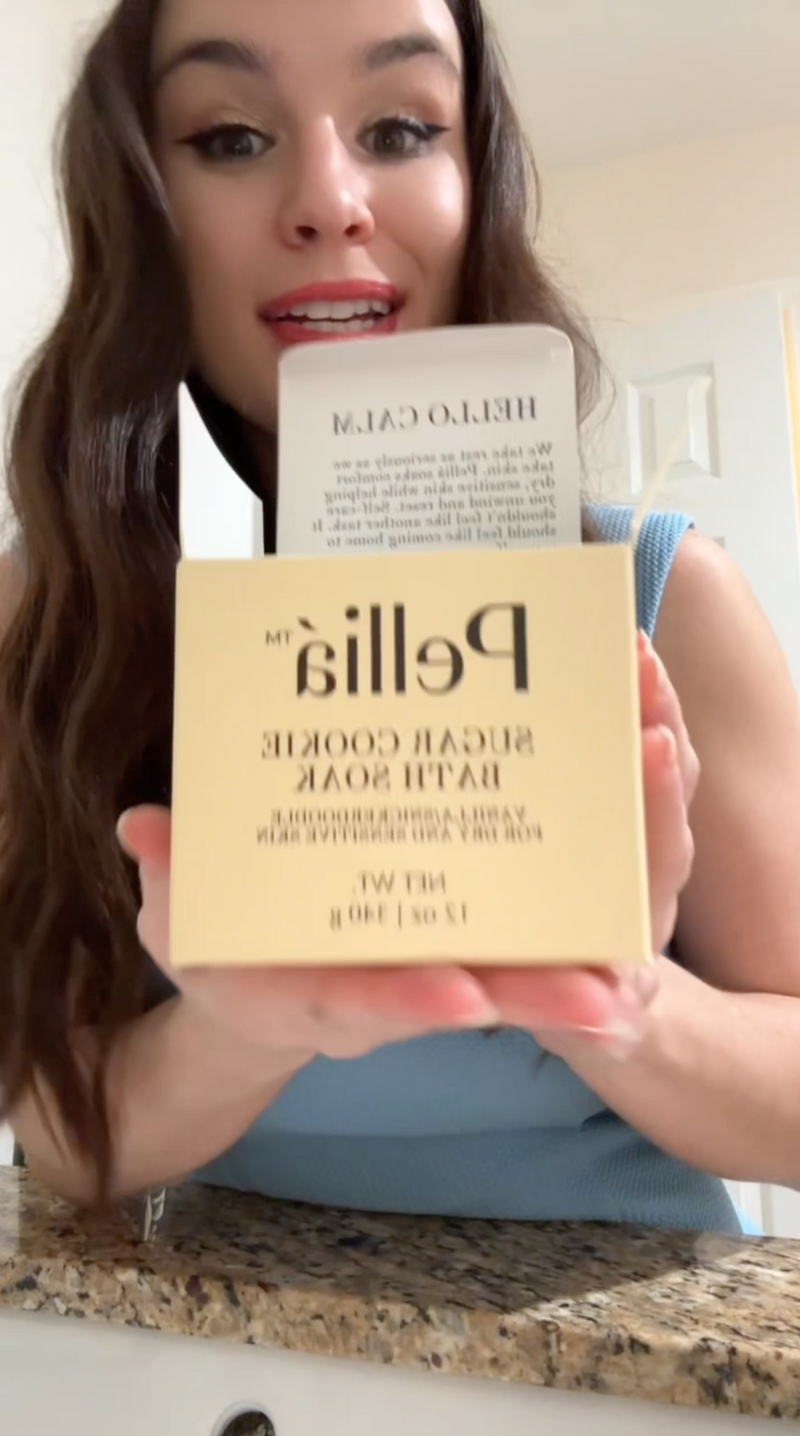 HELLO CALM
We take rest as seriously as we
take skin. Pelliá soaks comfort
dry, sensitive skin while helping
you unwind and reset. Self-care
shouldn't feel like another task. It
should feel like coming home to
Pelliá™
SUGAR COOKIE
BATH SOAK
VANILLA/SNICKERDOODLE
FOR DRY AND SENSITIVE SKIN
NET WT.
12 oz | 340 g